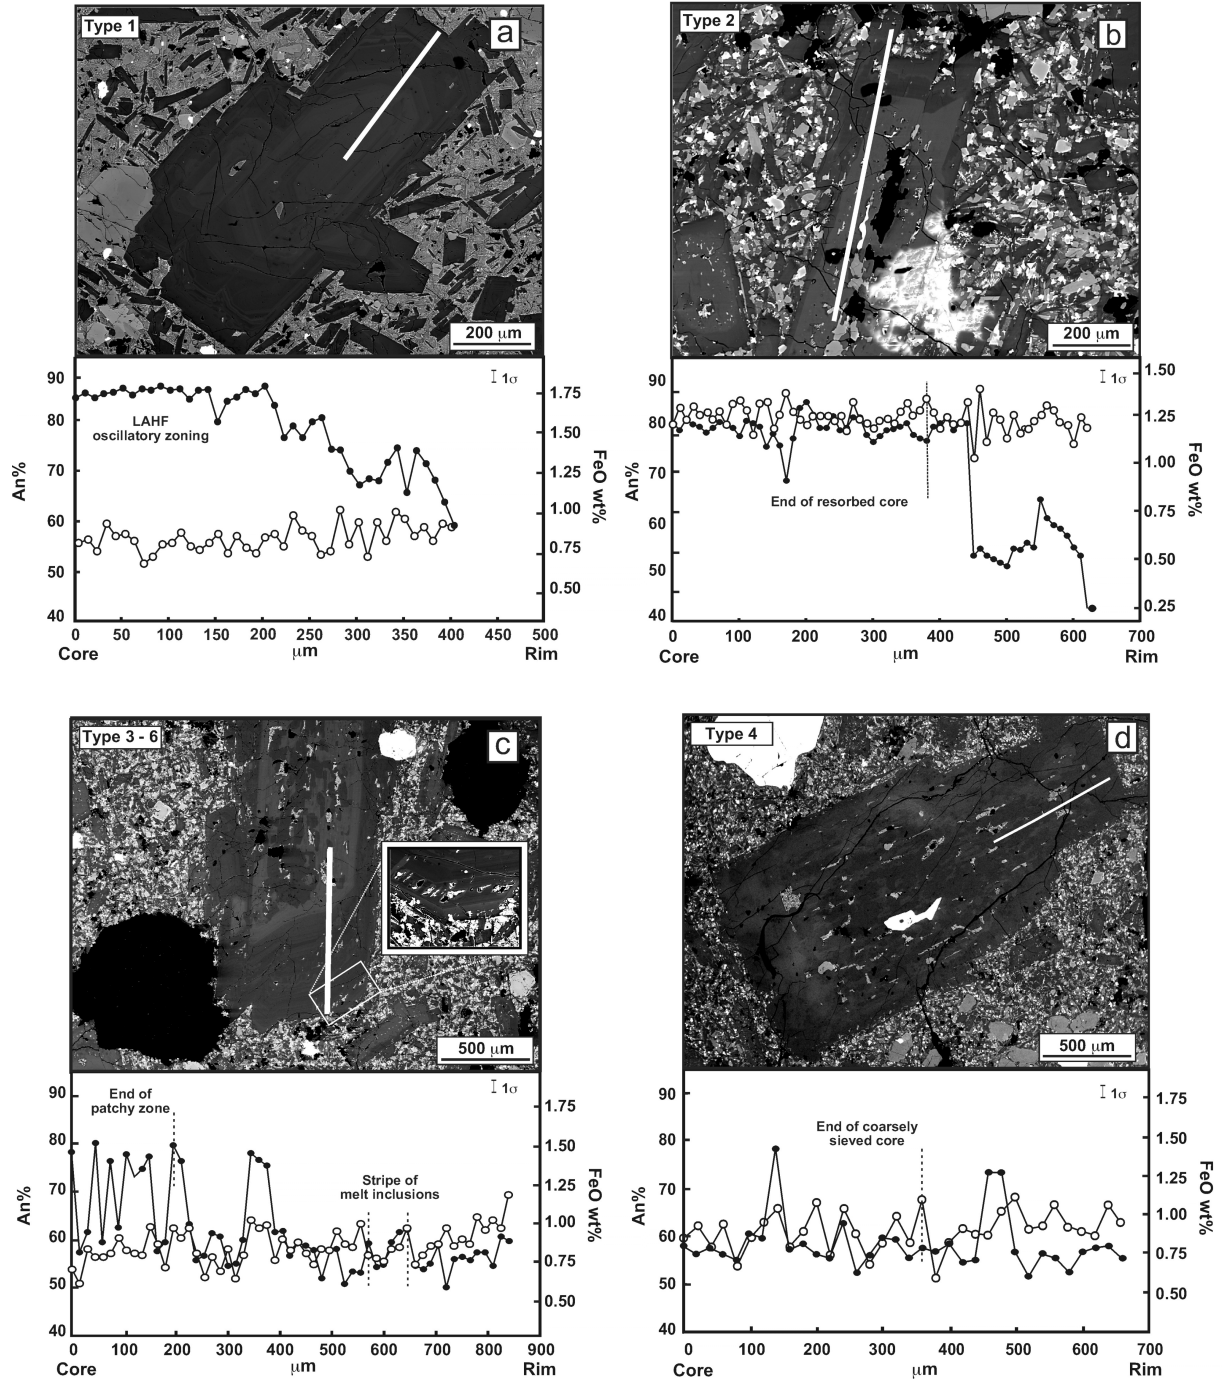 Type 1
a
200 μm
90
80
70
60
50
40
An%
LAHF
oscillatory zoning
1σ
1.75
1.50
1.25
1.00
0.75
0.50
FeO wt%
0 50 100 150 200 250 300 350 400 450 500
Core μm Rim
Type 2
b
200 μm
90
80
70
60
50
40
An%
End of resorbed core
1σ
1.50
1.25
1.00
0.75
0.50
0.25
FeO wt%
0 100 200 300 400 500 600 700
Core μm Rim
Type 3 - 6
c
500 μm
90
80
70
60
50
40
An%
End of
patchy zone
Stripe of
melt inclusions
1σ
1.75
1.50
1.25
1.00
0.75
0.50
FeO wt%
0 100 200 300 400 500 600 700 800 900
Core μm Rim
Type 4
d
500 μm
90
80
70
60
50
40
An%
End of coarsely
sieved core
1σ
1.75
1.50
1.25
1.00
0.75
0.50
FeO wt%
0 100 200 300 400 500 600 700
Core μm Rim